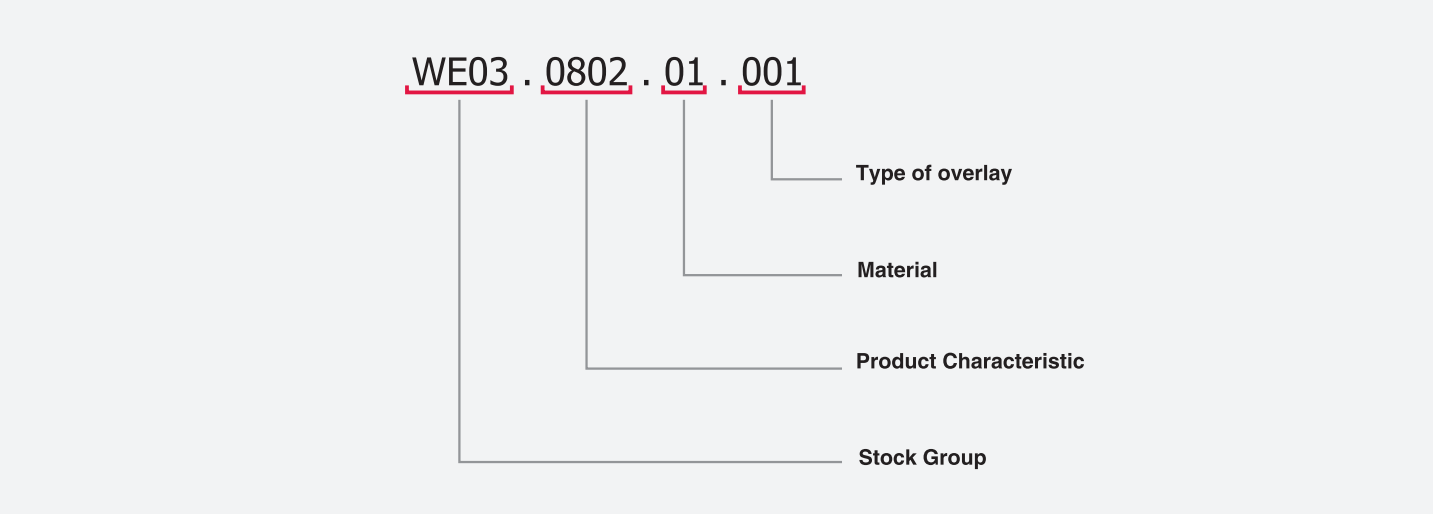 WE03 . 0802 . 01 . 001
Type of overlay
Material
Product Characteristic
Stock Group